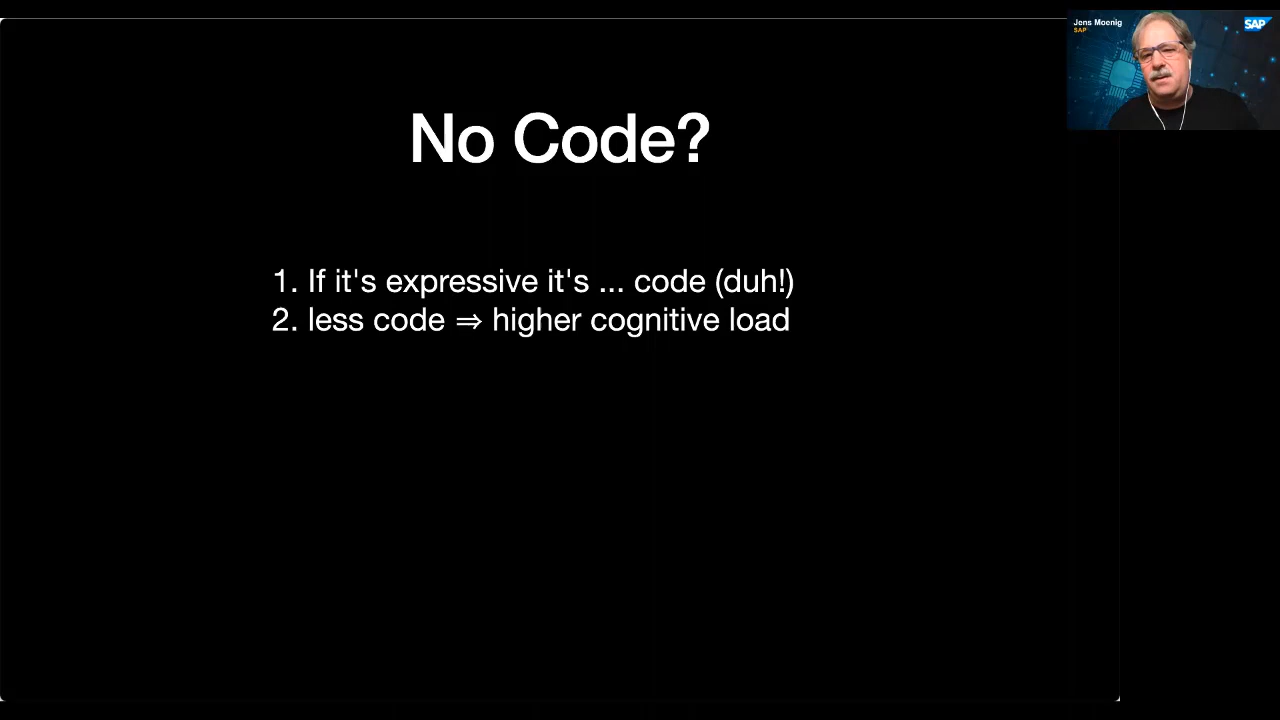 Jens Moenig
SAP
SAP
No Code?
1. If it's expressive it's ... code (duh!)
2. less code ⇒ higher cognitive load